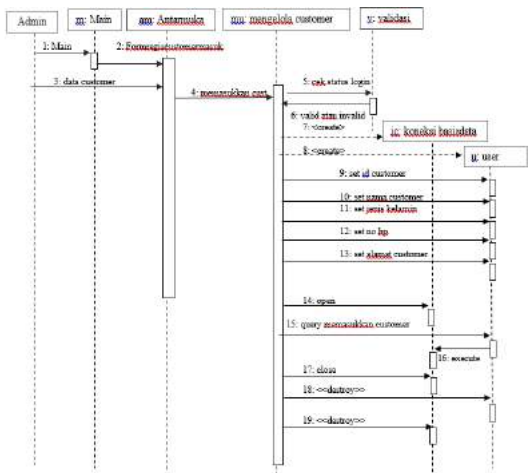 Admin
m: Main
am: Antarmuka
mu: mengelola customer
v: validasi
1: Main
2: Formregiscustomermasuk
3: data customer
4: memasukkan cust
5: cek status login
6: valid atau invalid
7: <create>
ic: koneksi basisdata
8: <create>
u: user
9: set id customer
10: set nama customer
11: set jenis kelamin
12: set no hp
13: set alamat customer
14: open
15: query memasukkan customer
16: execute
17: close
18: <<destroy>>
19: <<destroy>>